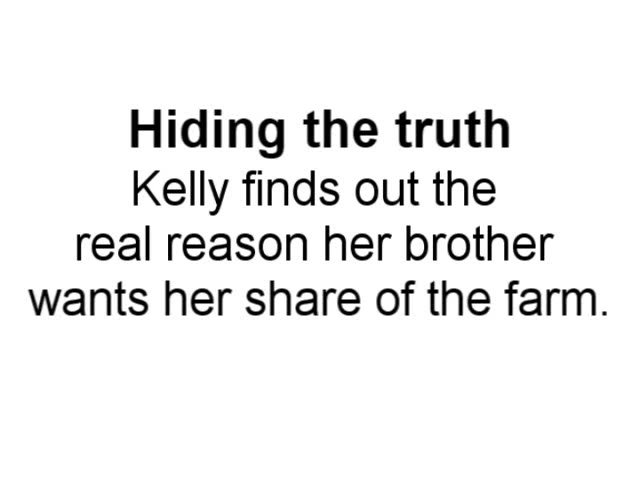 Hiding the truth
Kelly finds out the
real reason her brother
wants her share of the farm.